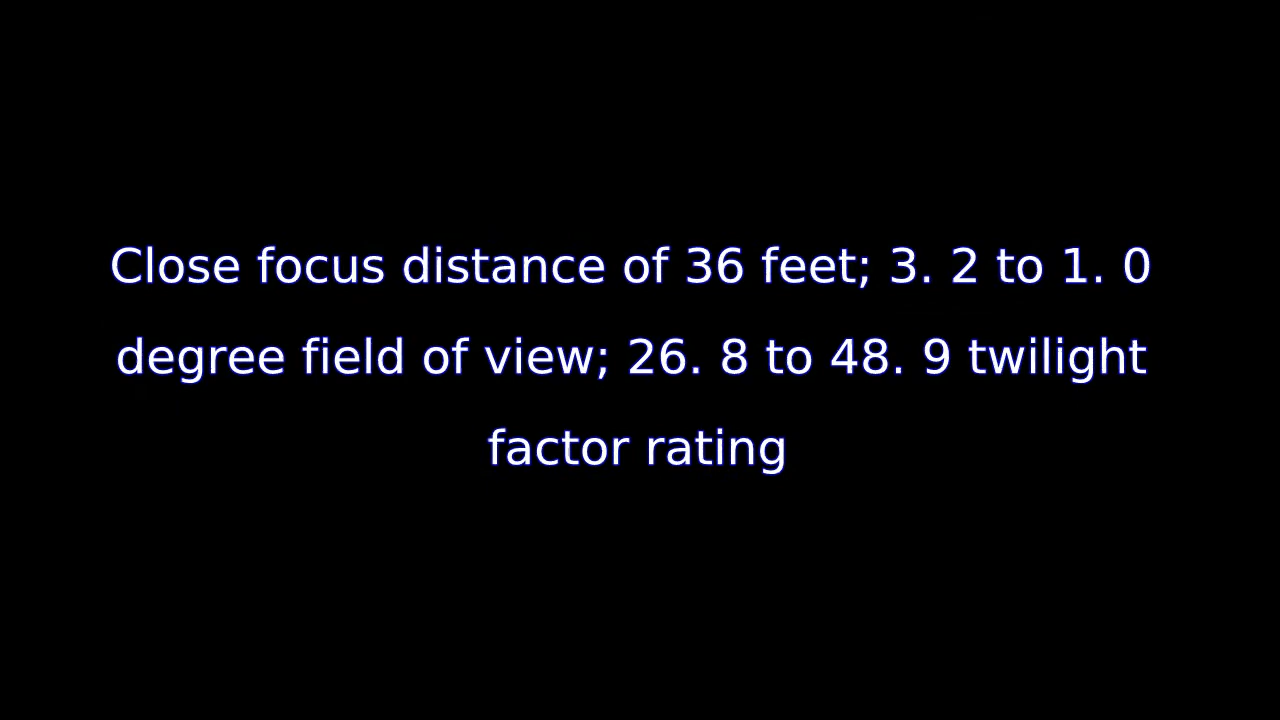 Close focus distance of 36 feet; 3. 2 to 1. 0
degree field of view; 26. 8 to 48. 9 twilight
factor rating